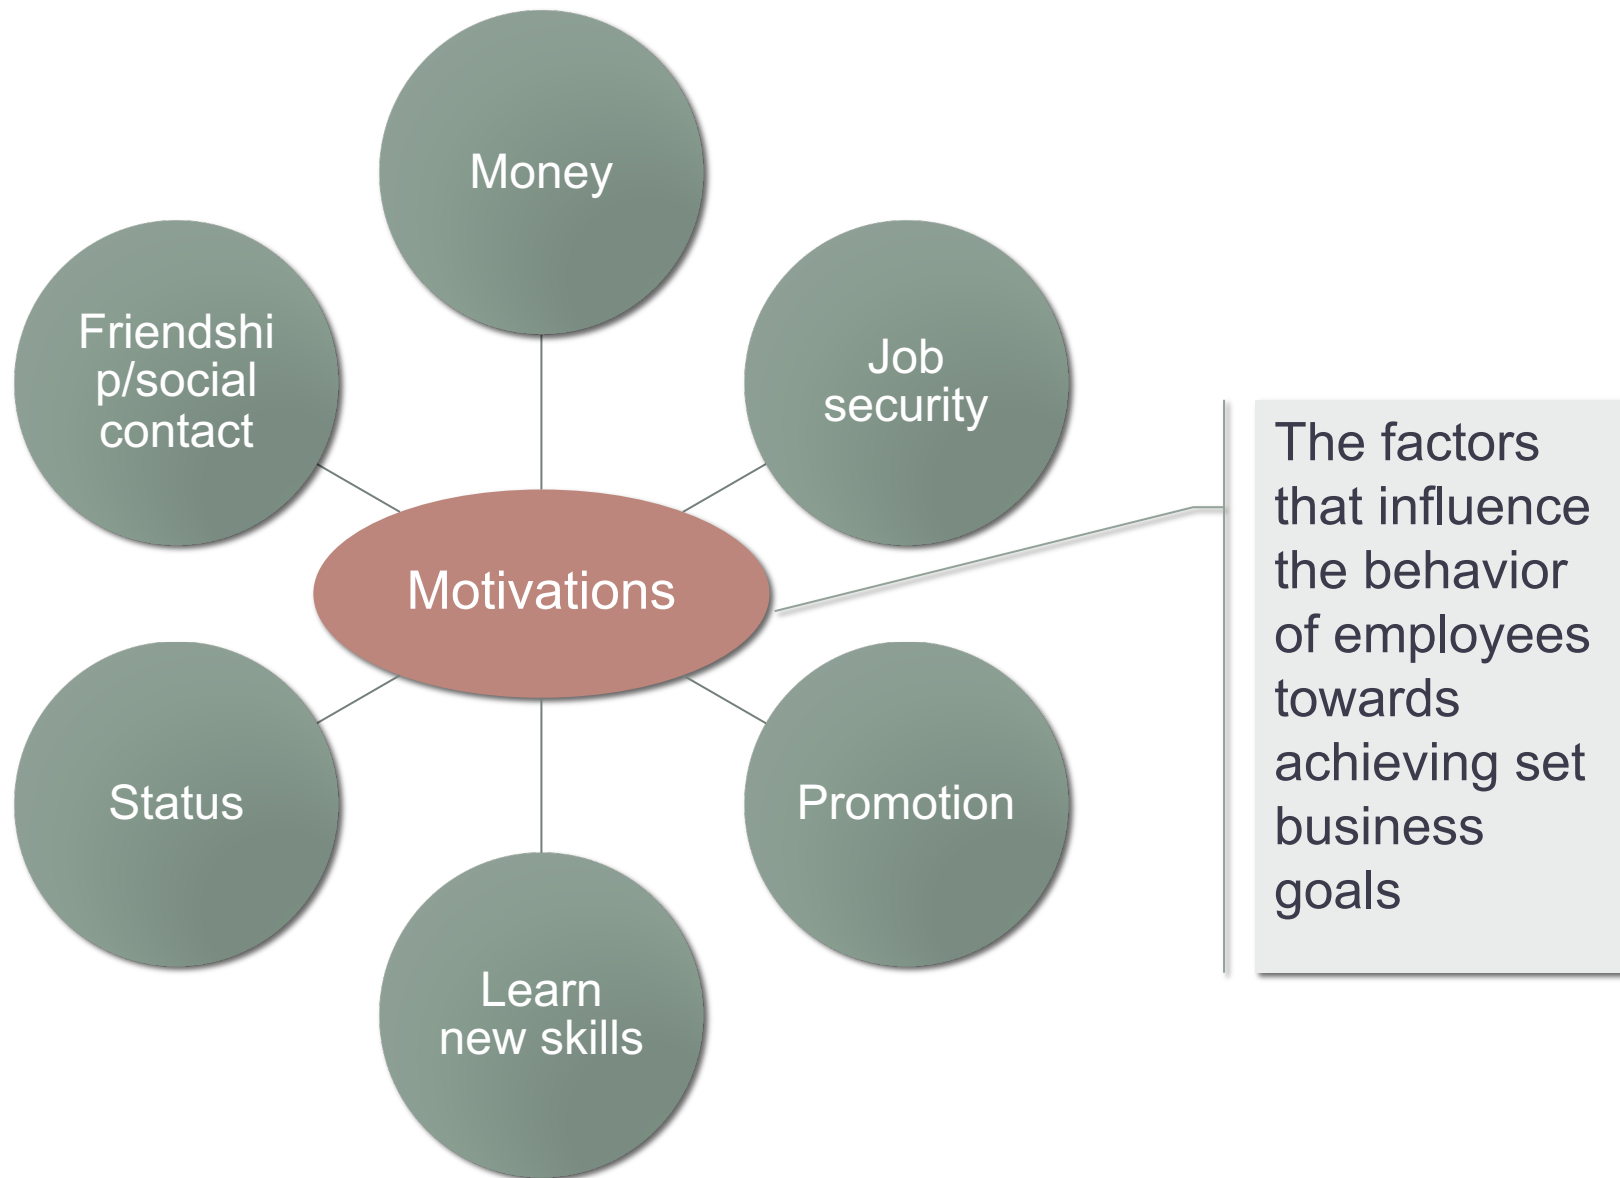 Money
Friendshi
p/social
contact
Job
security
Motivations
Status
Promotion
Learn
new skills
The factors
that influence
the behavior
of employees
towards
achieving set
business
goals